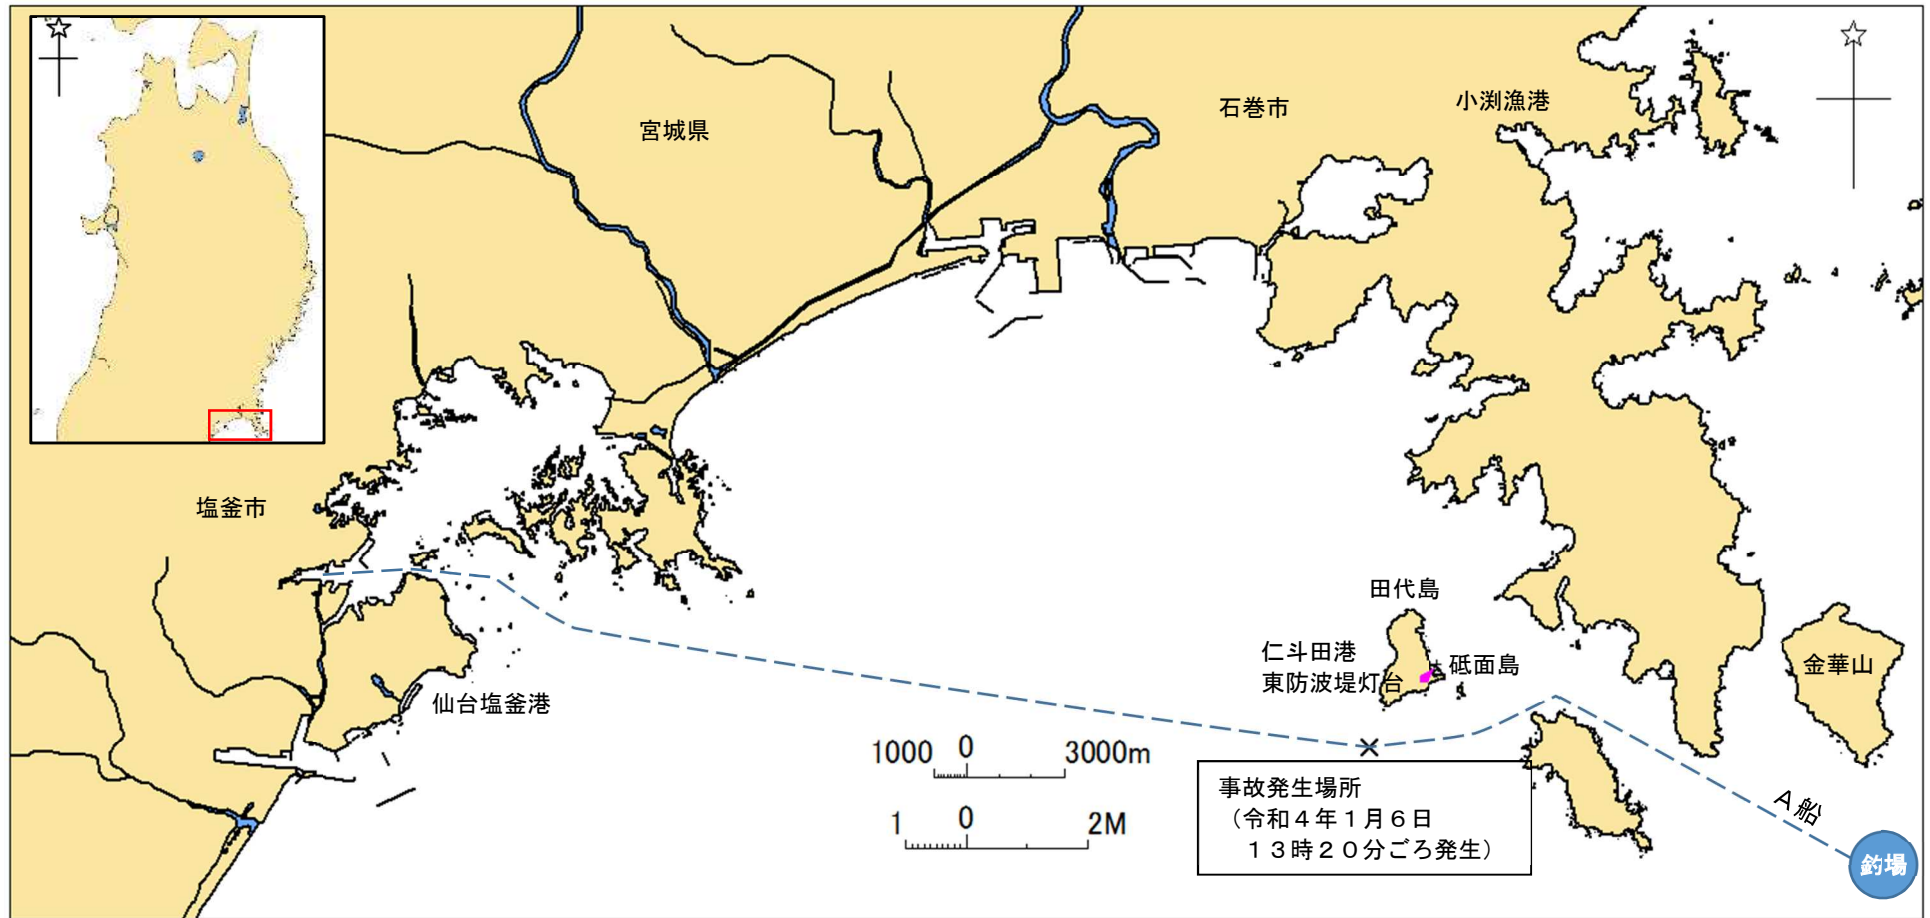 宮城県
石巻市
小渕漁港
塩釜市
田代島
仁斗田港
東防波堤灯台
砥面島
金華山
仙台塩釜港
1000 0 3000m
1 0 2M
事故発生場所
（令和４年１月６日
１３時２０分ごろ発生）
Ａ船
釣場